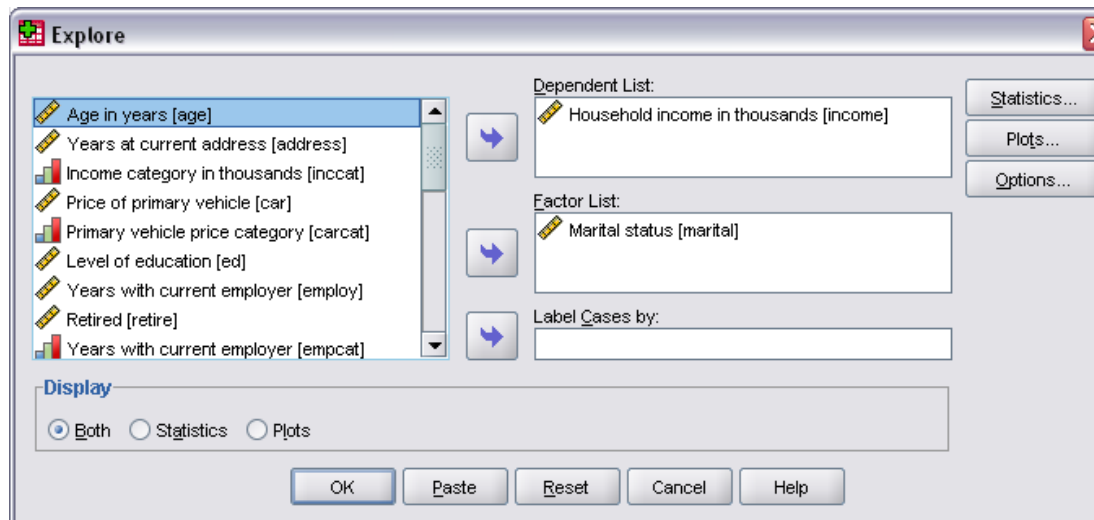 Explore
Age in years [age]
Years at current address [address]
Income category in thousands [inccat]
Price of primary vehicle [car]
Primary vehicle price category [carcat]
Level of education [ed]
Years with current employer [employ]
Retired [retire]
Years with current employer [empcat]
Dependent List:
Household income in thousands [income]
Factor List:
Marital status [marital]
Label Cases by:
Statistics...
Plots...
Options...
Display
Both Statistics Plots
OK Paste Reset Cancel Help